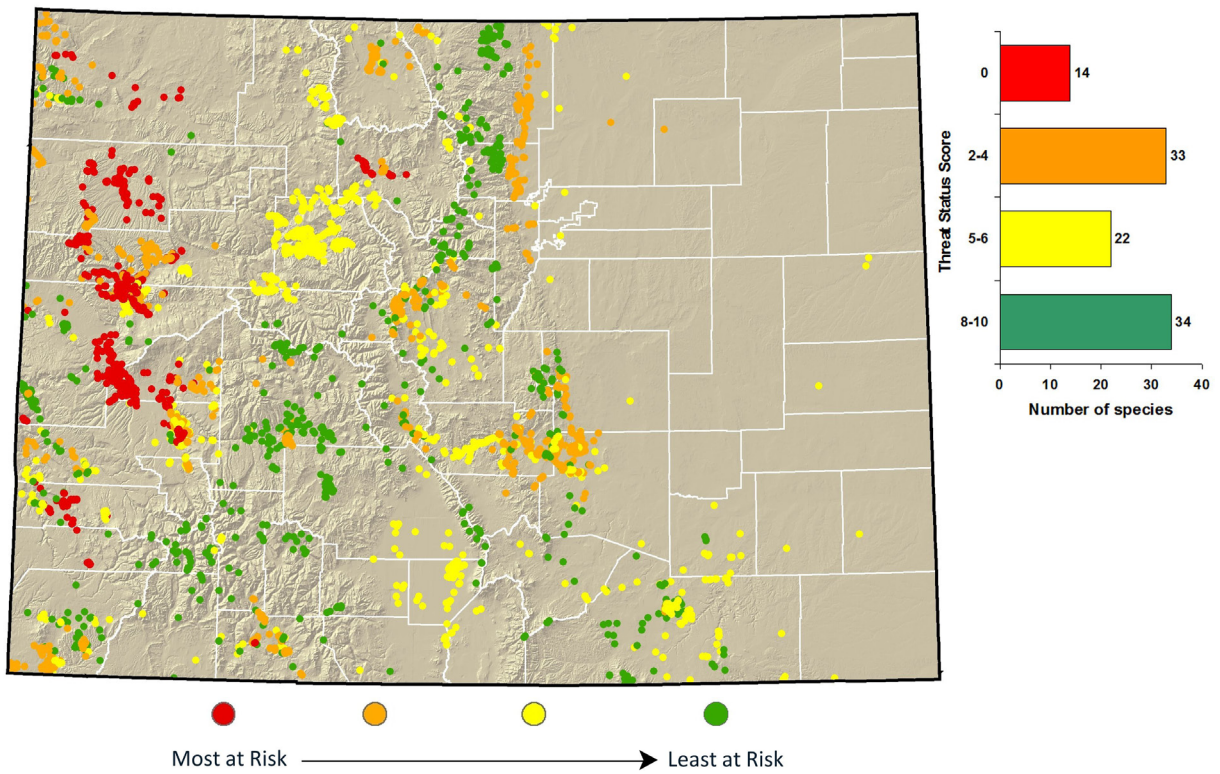 0
14
2-4
33
5-6
22
8-10
34
Threat Status Score
0 10 20 30 40
Number of species
Most at Risk
Least at Risk